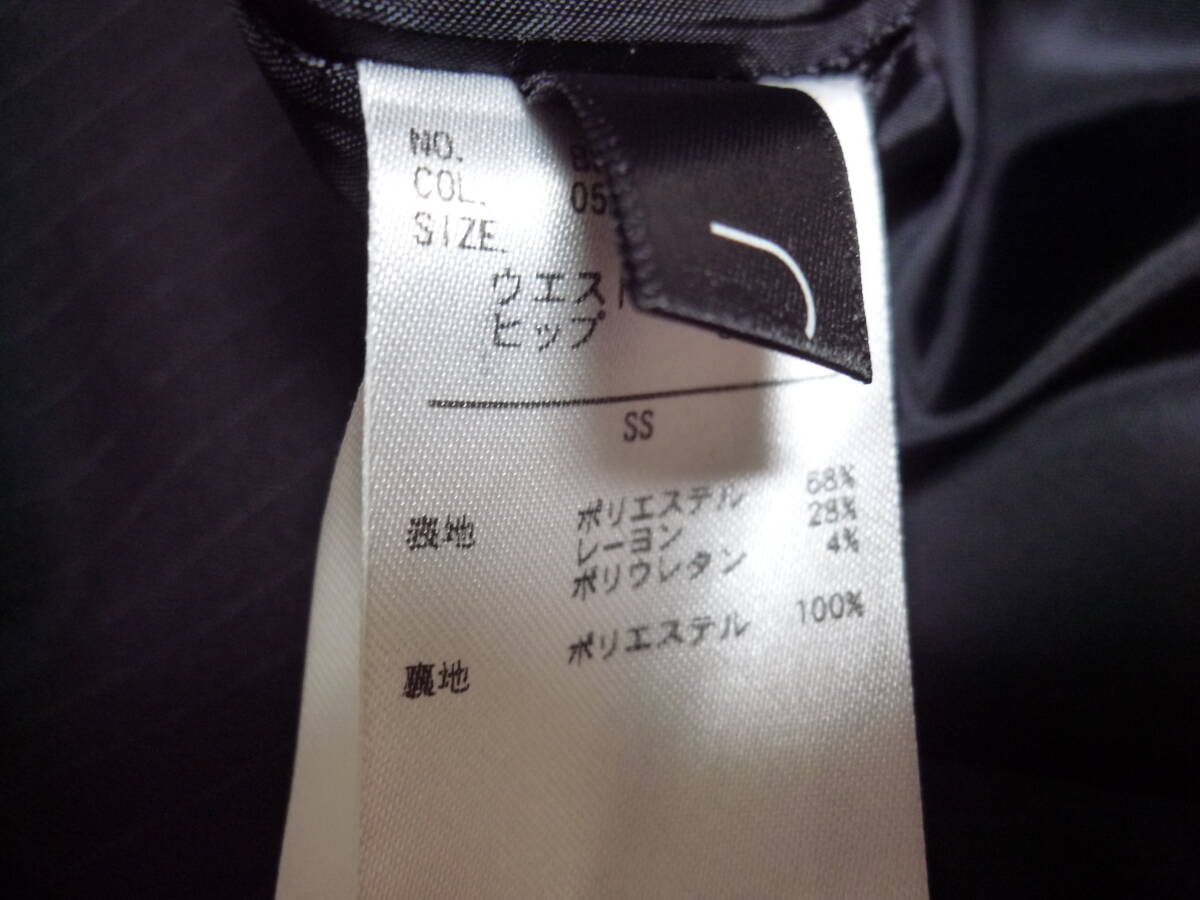 NO.
COL. 05
SIZE.
ウエスト
ヒップ
SS
表地 ポリエステル 68%
レーヨン 28%
ポリウレタン 4%
裏地 ポリエステル 100%